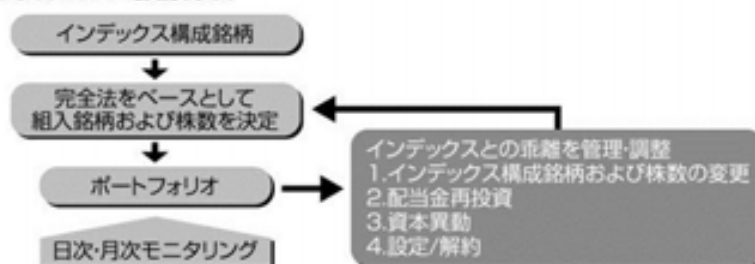 インデックス構成銘柄
完全法をベースとして
組入銘柄および株数を決定
ポートフォリオ
日次・月次モニタリング
インデックスとの乖離を管理・調整
1.インデックス構成銘柄および株数の変更
2.配当金再投資
3.資本異動
4.設定/解約